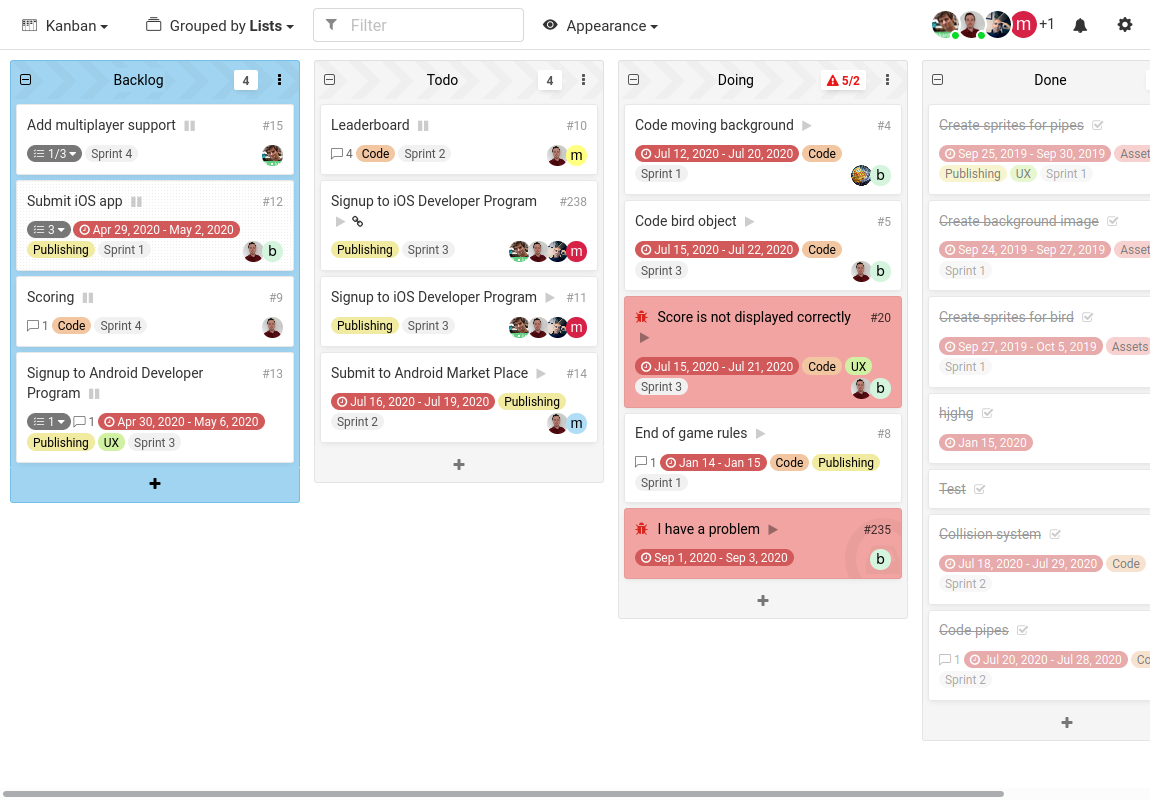 Kanban
Grouped by Lists
Filter
Appearance
m +1
Backlog 4
Add multiplayer support #15
1/3 Sprint 4
Submit iOS app #12
3 Apr 29, 2020 - May 2, 2020
Publishing Sprint 1 b
Scoring #9
1 Code Sprint 4
Signup to Android Developer #13
Program
1 1 Apr 30, 2020 - May 6, 2020
Publishing UX Sprint 3
Todo 4
Leaderboard #10
4 Code Sprint 2 m
Signup to iOS Developer Program #238
Publishing Sprint 3 m
Signup to iOS Developer Program #11
Publishing Sprint 3 m
Submit to Android Market Place #14
Jul 16, 2020 - Jul 19, 2020 Publishing
Sprint 2 m
Doing 5/2
Code moving background #4
Jul 12, 2020 - Jul 20, 2020 Code
Sprint 1 b
Code bird object #5
Jul 15, 2020 - Jul 22, 2020 Code
Sprint 3 b
Score is not displayed correctly #20
Jul 15, 2020 - Jul 21, 2020 Code UX
Sprint 3 b
End of game rules #8
1 Jan 14 - Jan 15 Code Publishing
Sprint 1
I have a problem #235
Sep 1, 2020 - Sep 3, 2020 b
Done
Create sprites for pipes
Sep 25, 2019 - Sep 30, 2019 Asset
Publishing UX Sprint 1
Create background image
Sep 24, 2019 - Sep 27, 2019 Asset
Sprint 1
Create sprites for bird
Sep 27, 2019 - Oct 5, 2019 Assets
Sprint 1
hjghg
Jan 15, 2020
Test
Collision system
Jul 18, 2020 - Jul 29, 2020 Code
Sprint 2
Code pipes
1 Jul 20, 2020 - Jul 28, 2020 Co
Sprint 2